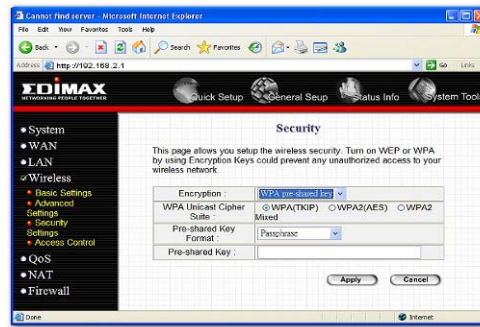 Cannot find server - Microsoft Internet Explorer
File Edit View Favorites Tools Help
Back Search Favorites
Address http://192.168.2.1 Go Links
EDIMAX
NETWORKING PEOPLE TOGETHER
Quick Setup General Seup Status Info System Tools
System
WAN
LAN
Wireless
Basic Settings
Advanced
Settings
Security
Settings
Access Control
QoS
NAT
Firewall
Security
This page allows you setup the wireless security. Turn on WEP or WPA
by using Encryption Keys could prevent any unauthorized access to your
wireless network.
Encryption : WPA pre-shared key
WPA Unicast Cipher
Suite : WPA(TKIP) WPA2(AES) WPA2
Mixed
Pre-shared Key
Format : Passphrase
Pre-shared Key :
Apply Cancel
Done Internet